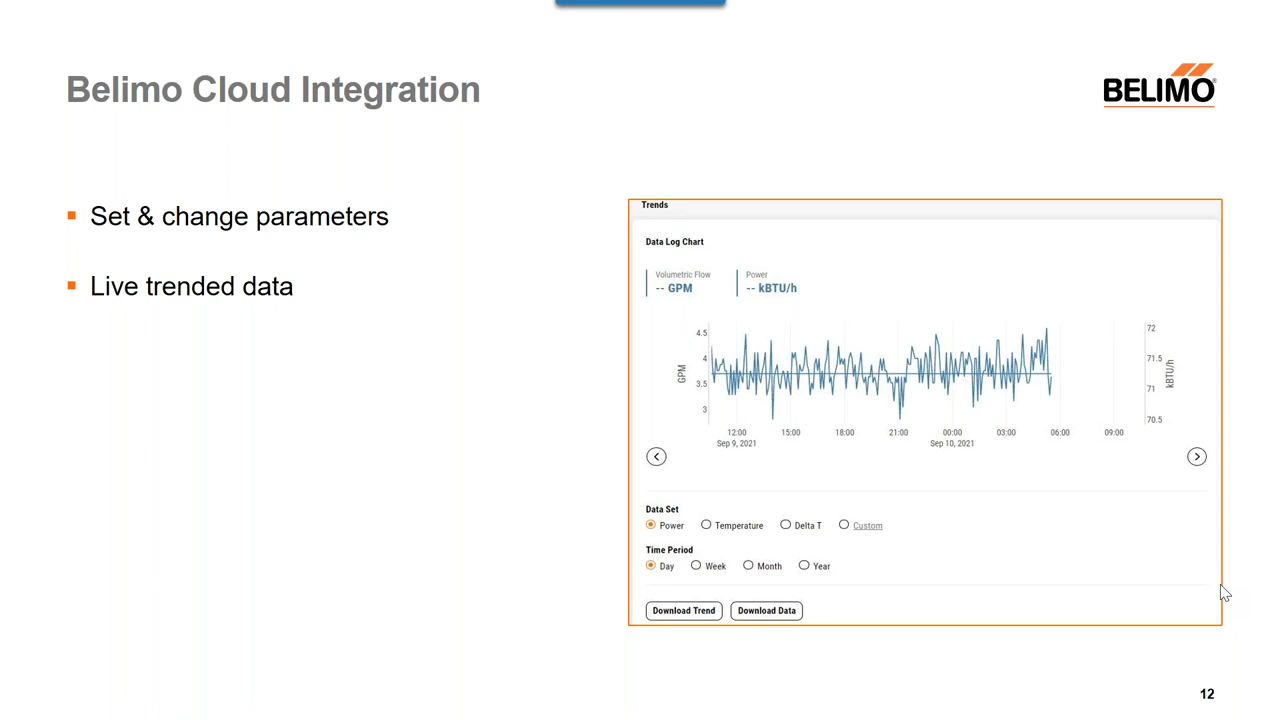 Belimo Cloud Integration
BELIMO
Set & change parameters
Live trended data
Trends
Data Log Chart
Volumetric Flow Power
-- GPM -- kBTU/h
4.5 72
4 71.5
3.5 71
3 70.5
GPM
kBTU/h
12:00 15:00 18:00 21:00 00:00 03:00 06:00 09:00
Sep 9, 2021 Sep 10, 2021
Data Set
Power Temperature Delta T Custom
Time Period
Day Week Month Year
Download Trend Download Data
12